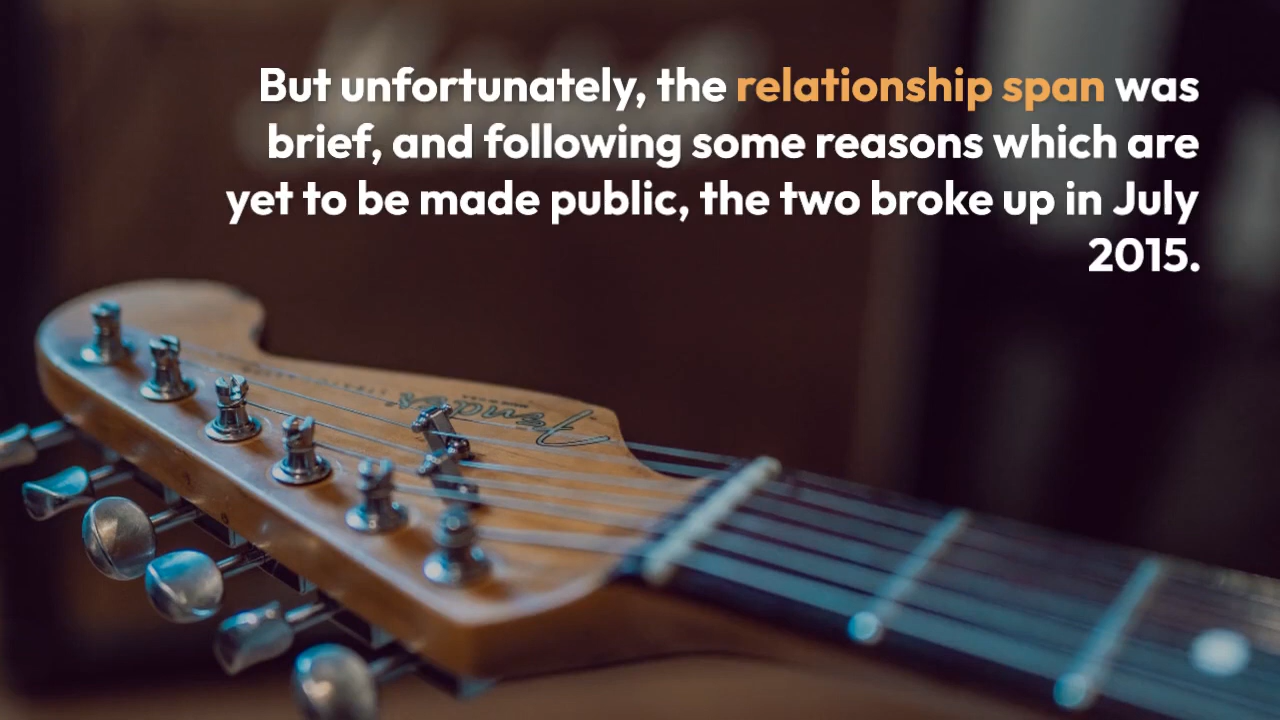 But unfortunately, the relationship span was
brief, and following some reasons which are
yet to be made public, the two broke up in July
2015.
Fender